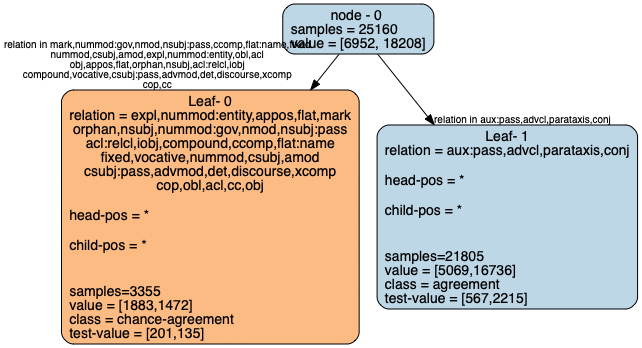 node - 0
samples = 25160
value = [6952, 18208]
relation in mark,nummod:gov,nmod,nsubj:pass,ccomp,flat:name,fixed
nummod,csubj,amod,expl,nummod:entity,obl,acl
obj,appos,flat,orphan,nsubj,acl:relcl,iobj
compound,vocative,csubj:pass,advmod,det,discourse,xcomp
cop,cc
relation in aux:pass,advcl,parataxis,conj
Leaf- 0
relation = expl,nummod:entity,appos,flat,mark
orphan,nsubj,nummod:gov,nmod,nsubj:pass
acl:relcl,iobj,compound,ccomp,flat:name
fixed,vocative,nummod,csubj,amod
csubj:pass,advmod,det,discourse,xcomp
cop,obl,acl,cc,obj
head-pos = *
child-pos = *
samples=3355
value = [1883,1472]
class = chance-agreement
test-value = [201,135]
Leaf- 1
relation = aux:pass,advcl,parataxis,conj
head-pos = *
child-pos = *
samples=21805
value = [5069,16736]
class = agreement
test-value = [567,2215]